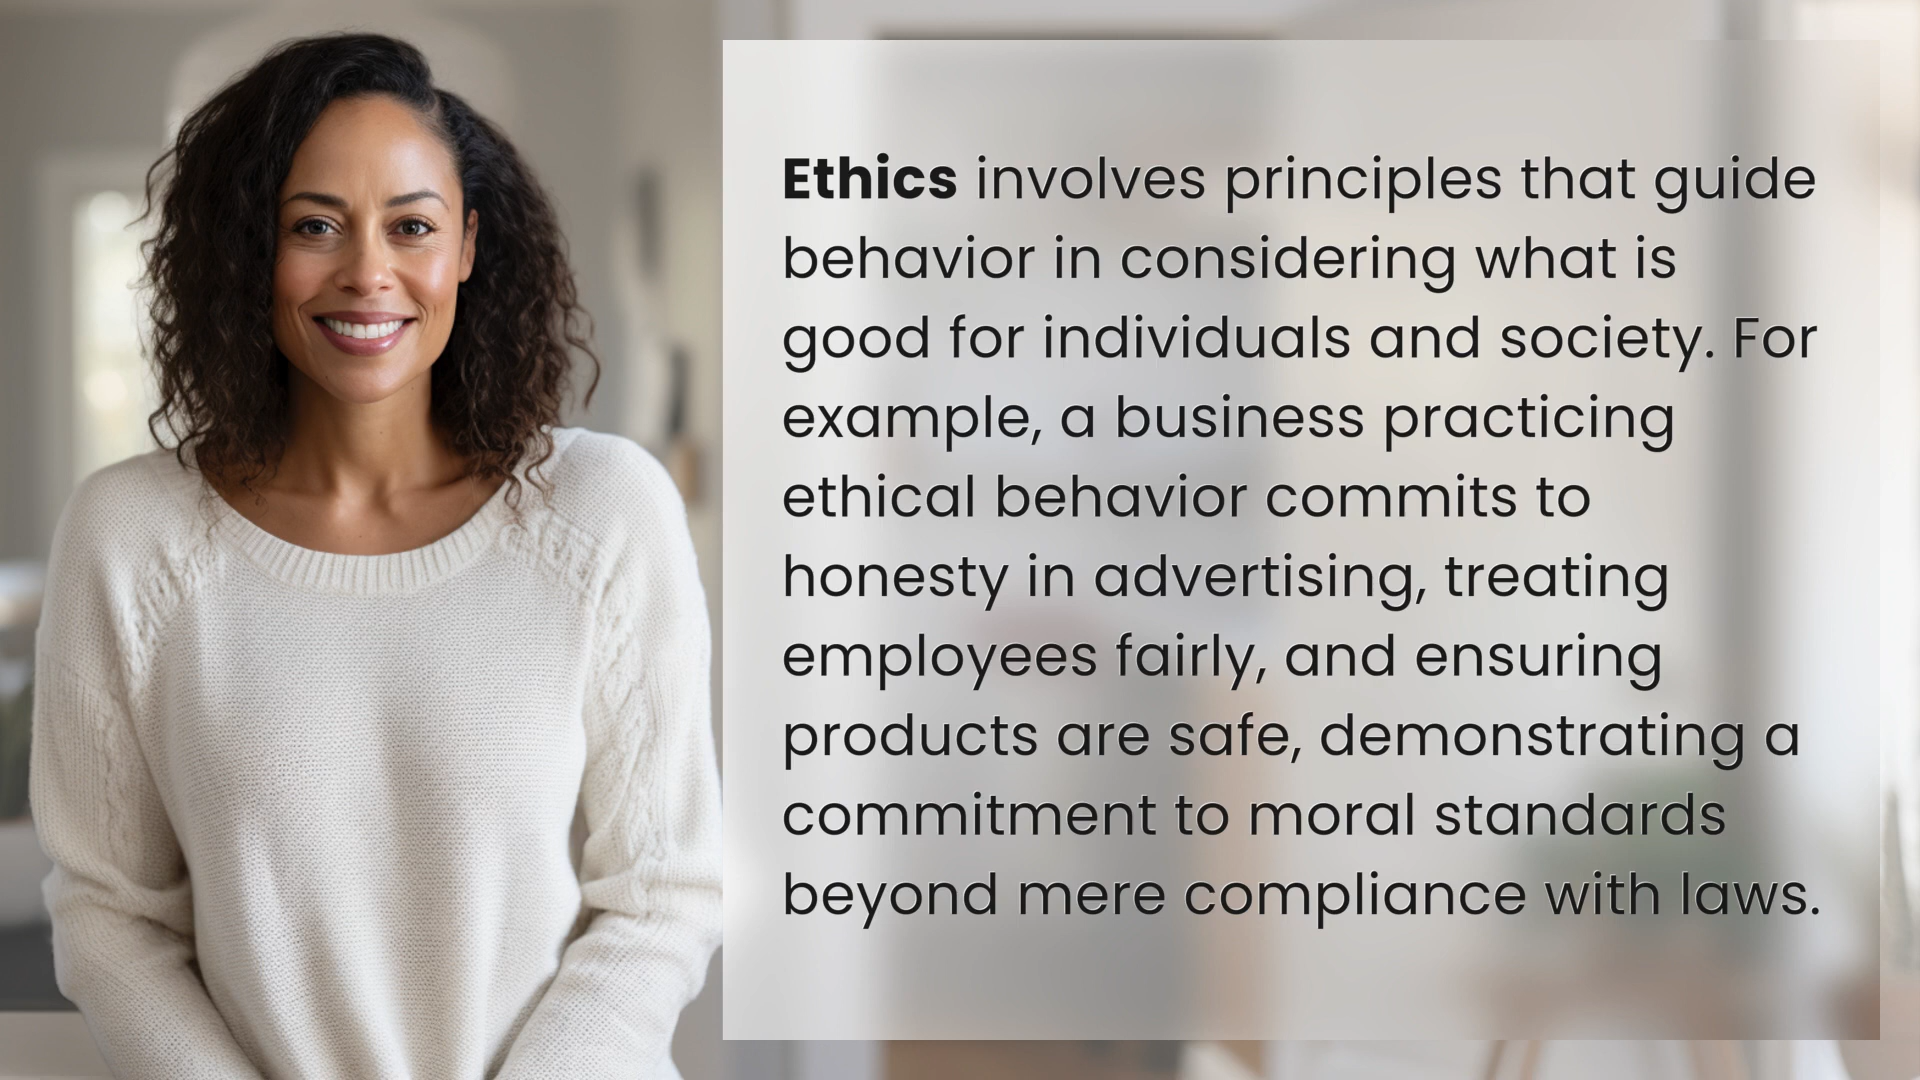 Ethics involves principles that guide
behavior in considering what is
good for individuals and society. For
example, a business practicing
ethical behavior commits to
honesty in advertising, treating
employees fairly, and ensuring
products are safe, demonstrating a
commitment to moral standards
beyond mere compliance with laws.